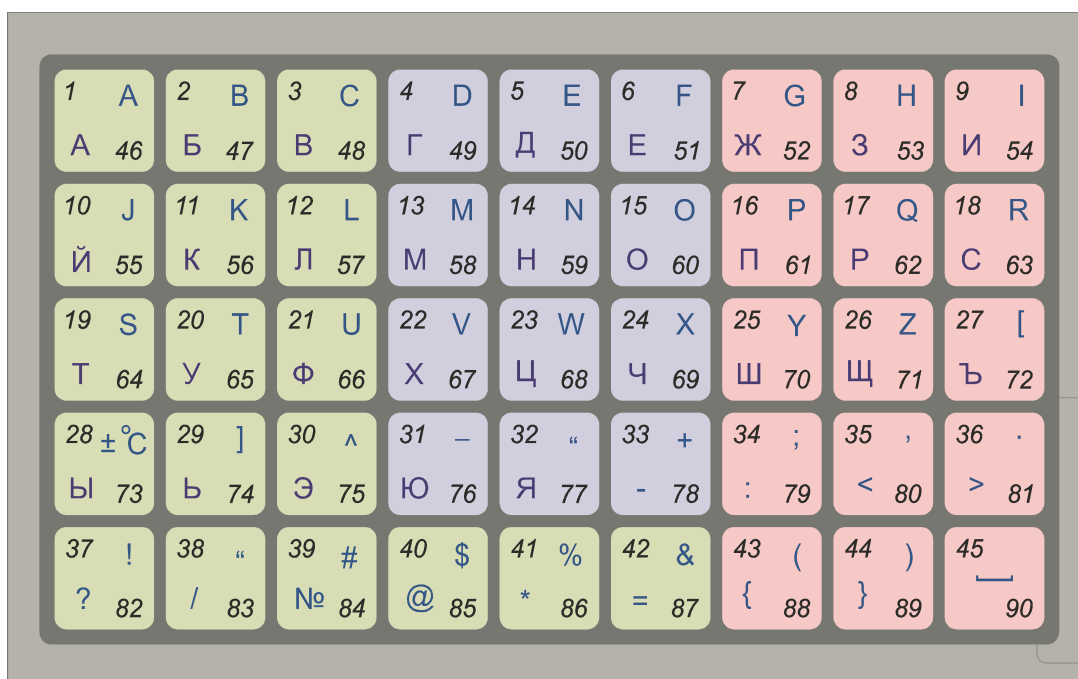 1 A 2 B 3 C 4 D 5 E 6 F 7 G 8 H 9 I
А 46 Б 47 В 48 Г 49 Д 50 Е 51 Ж 52 З 53 И 54
10 J 11 K 12 L 13 M 14 N 15 O 16 P 17 Q 18 R
Й 55 К 56 Л 57 М 58 Н 59 О 60 П 61 Р 62 С 63
19 S 20 T 21 U 22 V 23 W 24 X 25 Y 26 Z 27 [
Т 64 У 65 Ф 66 Х 67 Ц 68 Ч 69 Ш 70 Щ 71 Ъ 72
28 ±°C 29 ] 30 ^ 31 – 32 “ 33 + 34 ; 35 ‚ 36 ·
Ы 73 Ь 74 Э 75 Ю 76 Я 77 - 78 : 79 < 80 > 81
37 ! 38 “ 39 # 40 $ 41 % 42 & 43 ( 44 ) 45 ⎵
? 82 / 83 № 84 @ 85 * 86 = 87 { 88 } 89 90